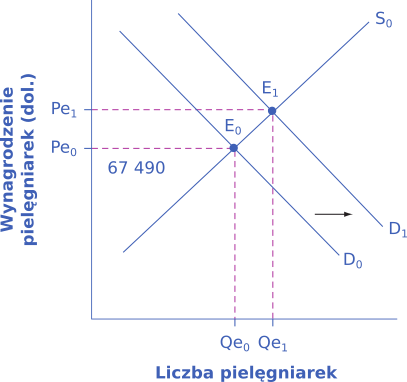 S₀
E₁
Pe₁
E₀
Pe₀
67 490
Wynagrodzenie
pielęgniarek (dol.)
D₁
D₀
Qe₀ Qe₁
Liczba pielęgniarek